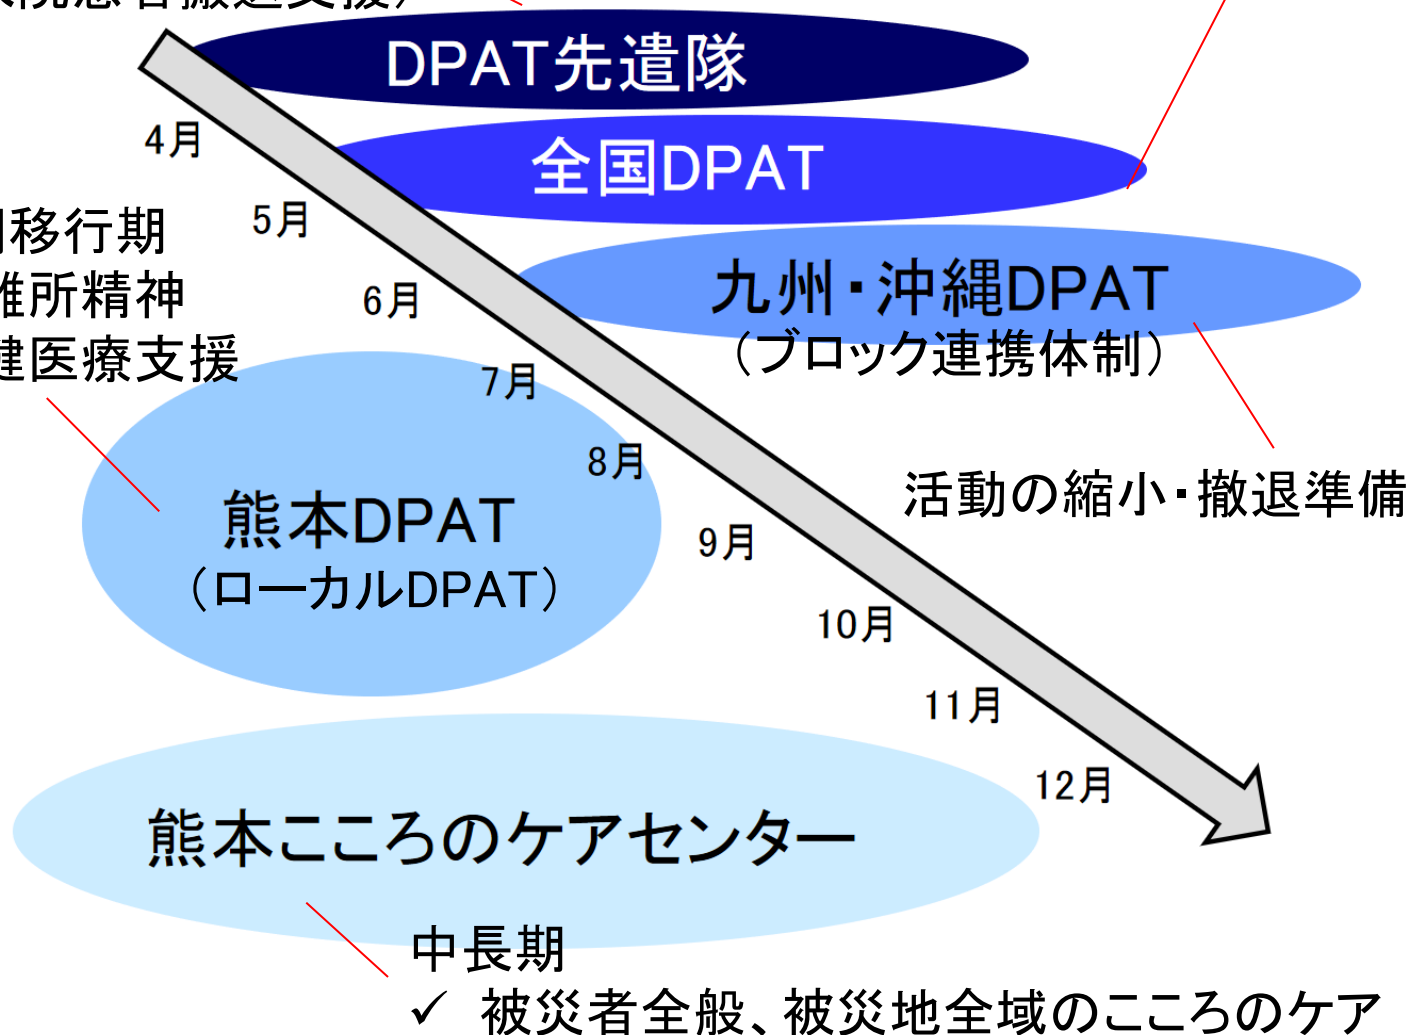 DPAT先遣隊
4月
全国DPAT
5月
移行期
所精神
医療支援
6月
九州・沖縄DPAT
（ブロック連携体制）
7月
8月
活動の縮小・撤退準備
熊本DPAT
（ローカルDPAT）
9月
10月
11月
12月
熊本こころのケアセンター
中長期
✓ 被災者全般、被災地全域のこころのケア